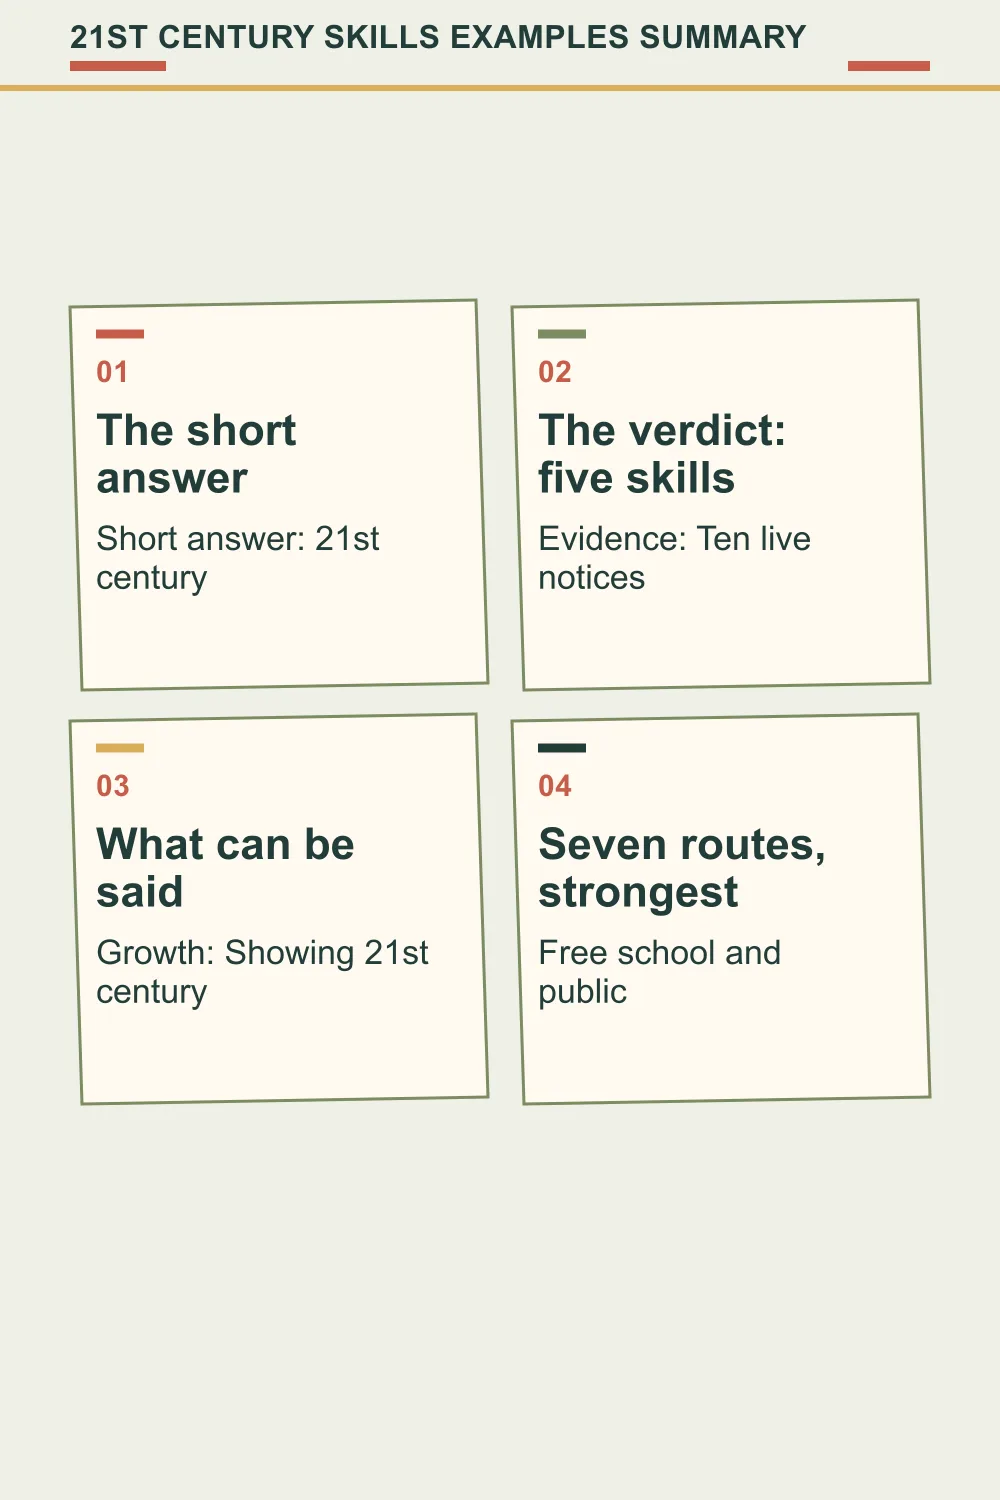 21ST CENTURY SKILLS EXAMPLES SUMMARY
01
The short
answer
Short answer: 21st
century
02
The verdict:
five skills
Evidence: Ten live
notices
03
What can be
said
Growth: Showing 21st
century
04
Seven routes,
strongest
Free school and
public